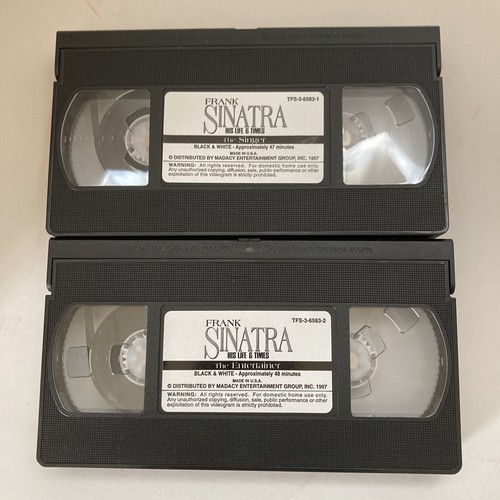 FRANK
TFS-3-6583-1
SINATRA
HIS LIFE & TIMES
The Singer
BLACK & WHITE - Approximately 47 minutes
MADE IN U.S.A.
© DISTRIBUTED BY MADACY ENTERTAINMENT GROUP, INC. 1997
WARNING: All rights reserved. For domestic home use only.
Any unauthorized copying, diffusion, sale, public performance or other
exploitation of this videogram is strictly prohibited.
FRANK
TFS-3-6583-2
SINATRA
HIS LIFE & TIMES
The Entertainer
BLACK & WHITE - Approximately 48 minutes
MADE IN U.S.A.
© DISTRIBUTED BY MADACY ENTERTAINMENT GROUP, INC. 1997
WARNING: All rights reserved. For domestic home use only.
Any unauthorized copying, diffusion, sale, public performance or other
exploitation of this videogram is strictly prohibited.